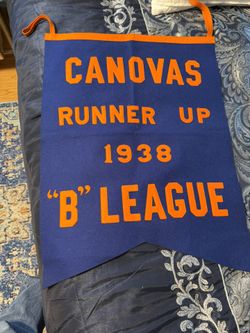 CANOVAS
RUNNER UP
1938
"B" LEAGUE